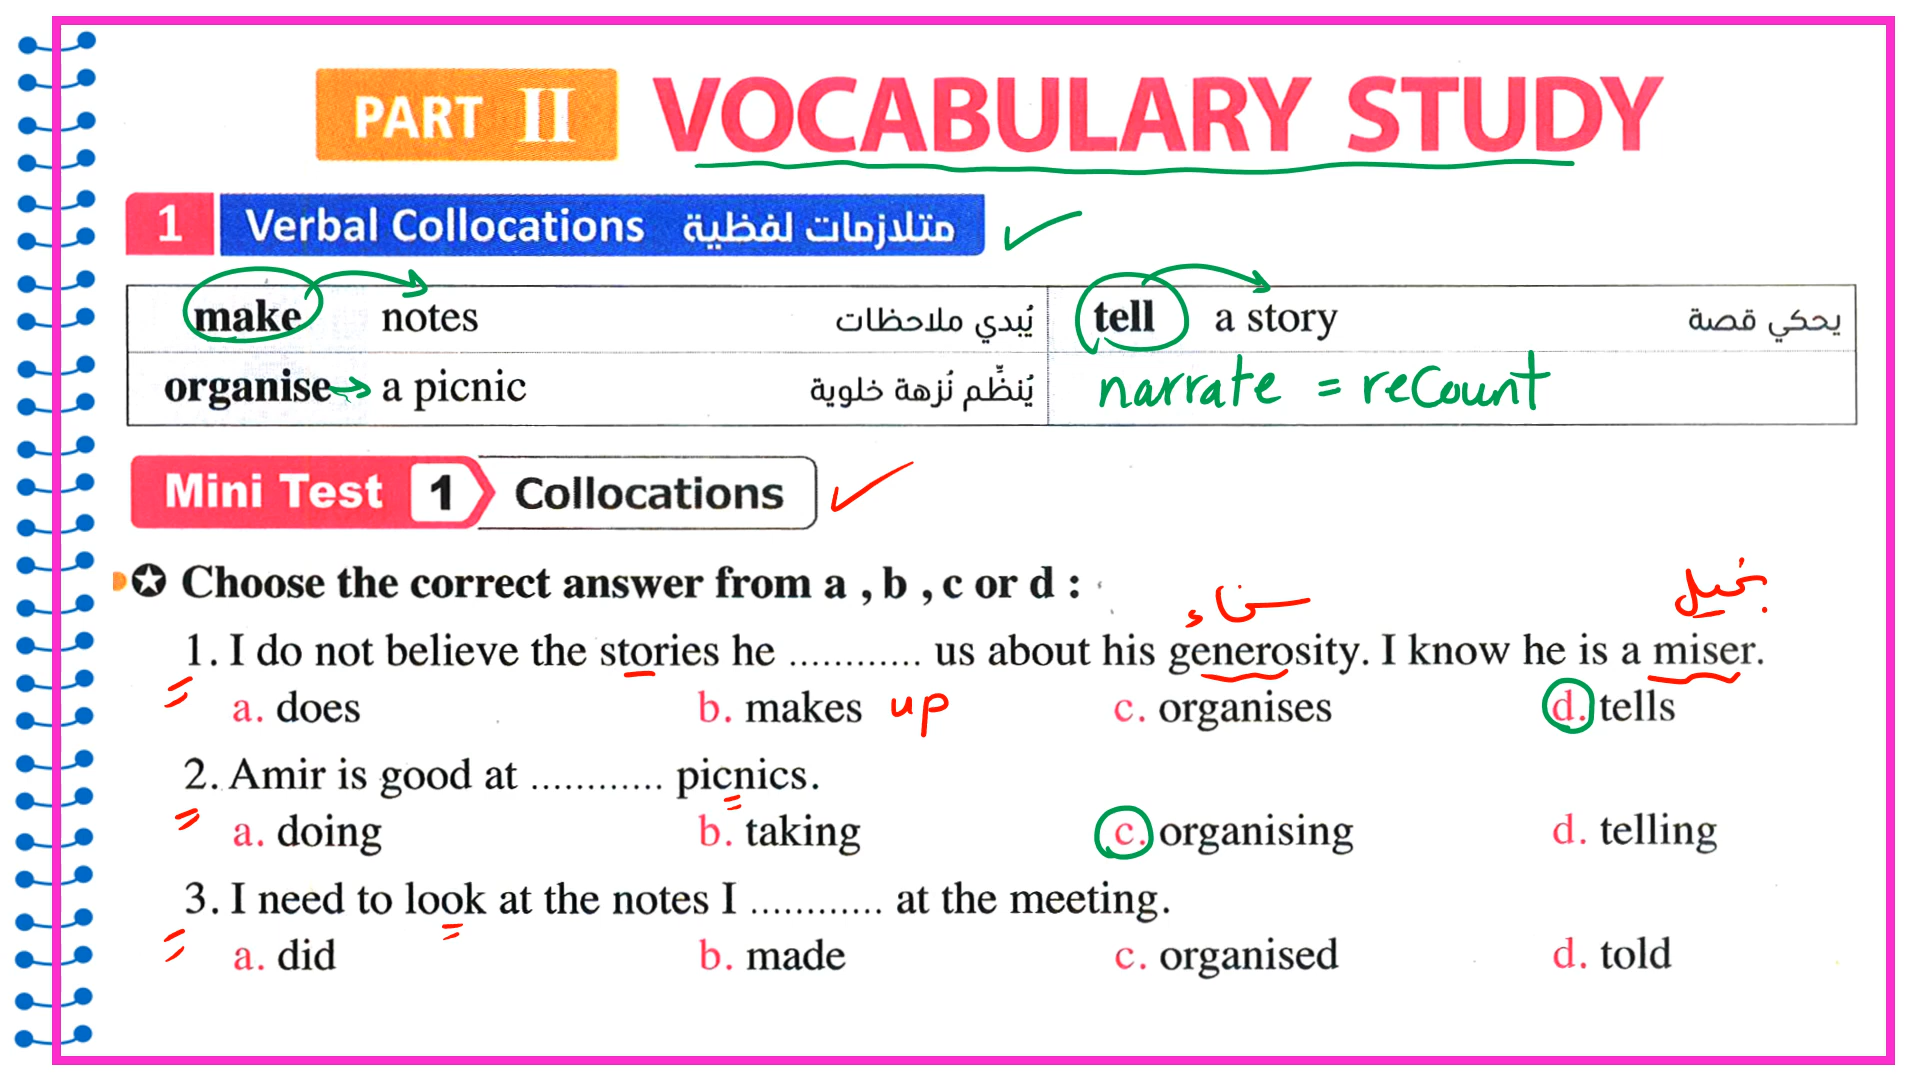 PART II VOCABULARY STUDY
1 Verbal Collocations متلازمات لفظية
make notes يُبدي ملاحظات tell a story يحكي قصة
organise a picnic يُنظِّم نُزهة خلوية narrate = recount
Mini Test 1 Collocations
Choose the correct answer from a , b , c or d :
سخاء بخيل
1. I do not believe the stories he ............ us about his generosity. I know he is a miser.
a. does b. makes up c. organises d. tells
2. Amir is good at ............ picnics.
a. doing b. taking c. organising d. telling
3. I need to look at the notes I ............ at the meeting.
a. did b. made c. organised d. told